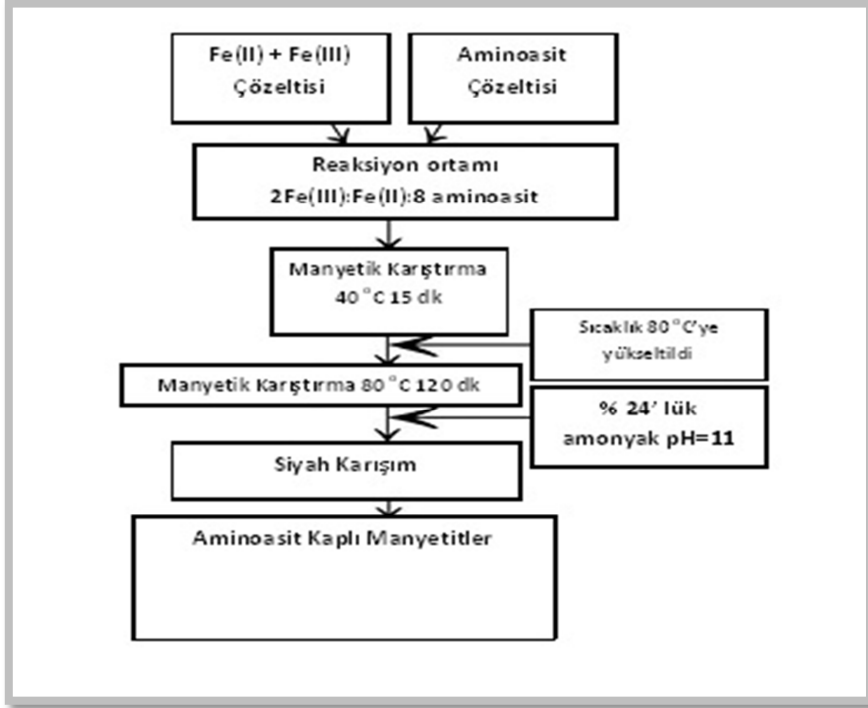 Fe(II) + Fe(III)
Çözeltisi
Aminoasit
Çözeltisi
Reaksiyon ortamı
2Fe(III):Fe(II):8 aminoasit
Manyetik Karıştırma
40 °C 15 dk
Sıcaklık 80 °C'ye
yükseltildi
Manyetik Karıştırma 80 °C 120 dk
% 24' lük
amonyak pH=11
Siyah Karışım
Aminoasit Kaplı Manyetitler